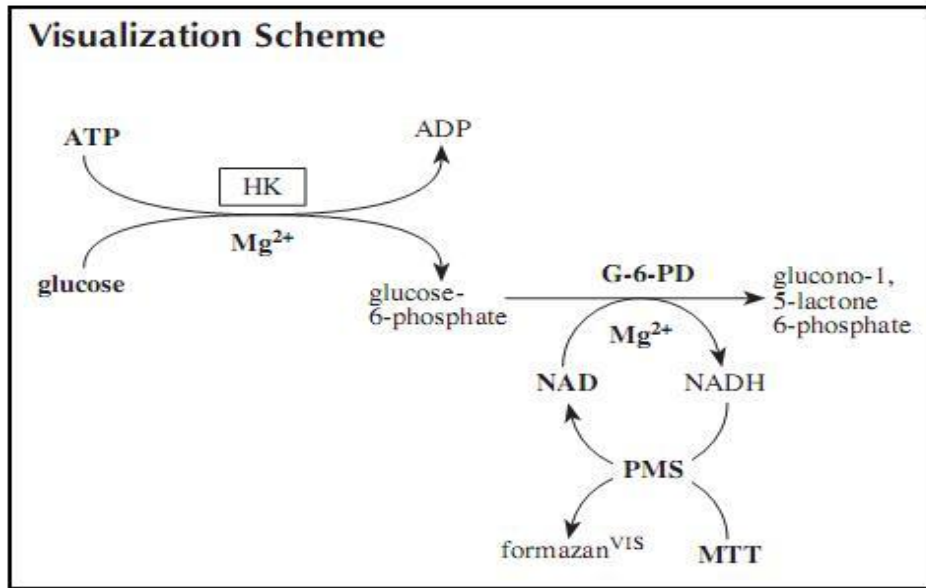 Visualization Scheme
ATP
ADP
HK
Mg²⁺
glucose
glucose-
6-phosphate
G-6-PD
glucono-1,
5-lactone
6-phosphate
Mg²⁺
NAD
NADH
PMS
formazanⱽᴵˢ
MTT